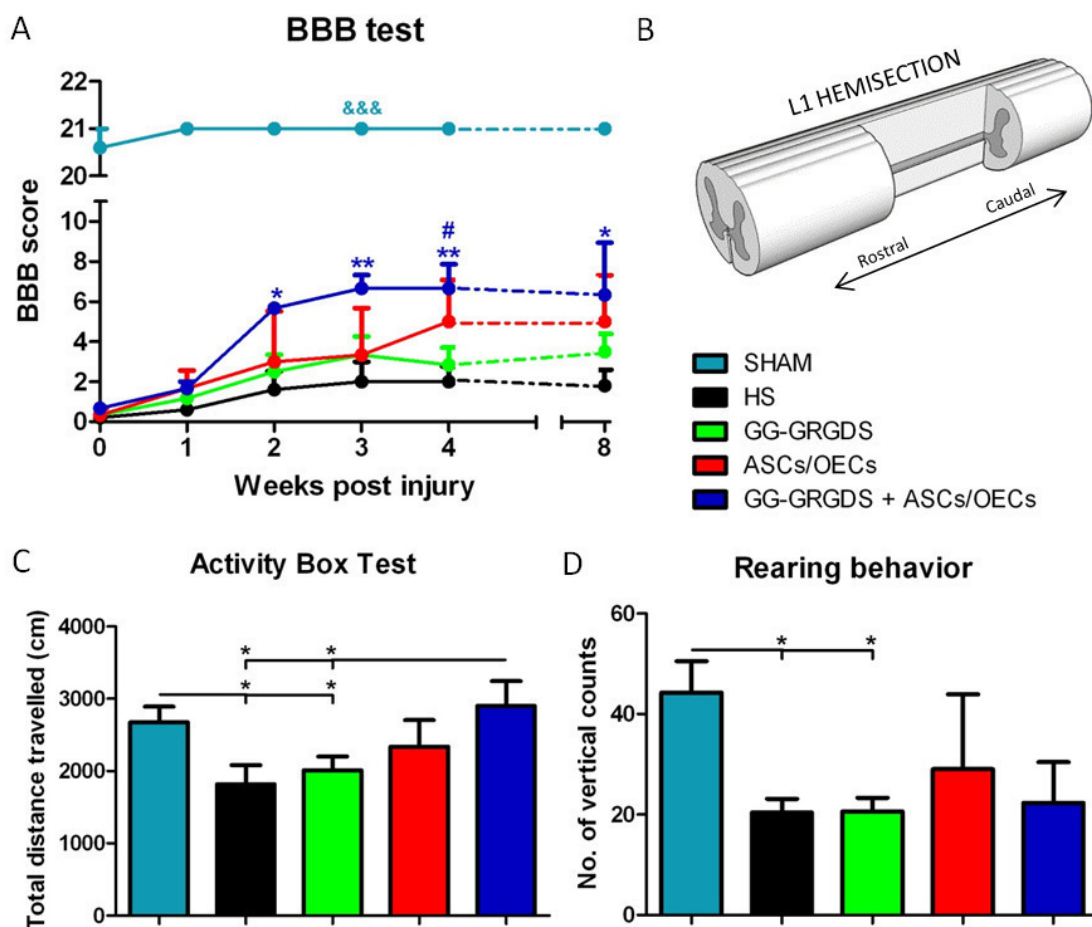 A
BBB test
BBB score
22
21
20
10
8
6
4
2
0
&&&
*
**
#
**
*
0 1 2 3 4 8
Weeks post injury
B
L1 HEMISECTION
Caudal
Rostral
SHAM
HS
GG-GRGDS
ASCs/OECs
GG-GRGDS + ASCs/OECs
C
Activity Box Test
Total distance travelled (cm)
4000
3000
2000
1000
0
* *
* *
D
Rearing behavior
No. of vertical counts
60
40
20
0
* *